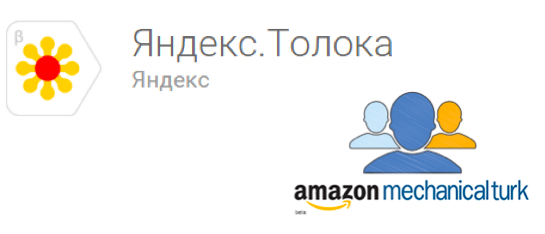 β
Яндекс.Толока
Яндекс
amazon mechanical turk
beta